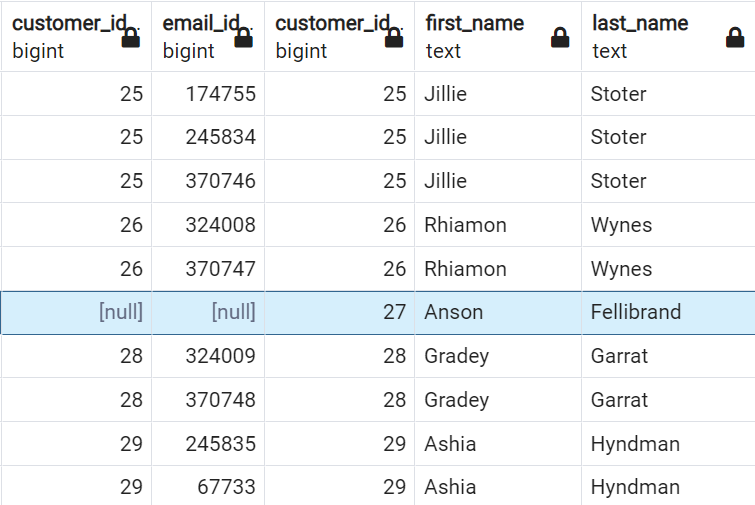 customer_id email_id customer_id first_name last_name
bigint bigint bigint text text
25 174755 25 Jillie Stoter
25 245834 25 Jillie Stoter
25 370746 25 Jillie Stoter
26 324008 26 Rhiamon Wynes
26 370747 26 Rhiamon Wynes
[null] [null] 27 Anson Fellibrand
28 324009 28 Gradey Garrat
28 370748 28 Gradey Garrat
29 245835 29 Ashia Hyndman
29 67733 29 Ashia Hyndman